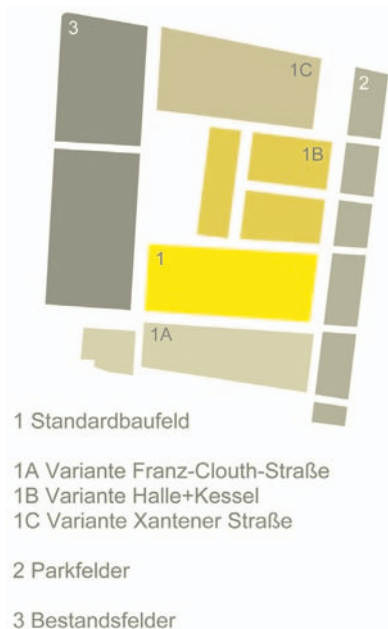 3
1C
2
1B
1
1A
1 Standardbaufeld
1A Variante Franz-Clouth-Straße
1B Variante Halle+Kessel
1C Variante Xantener Straße
2 Parkfelder
3 Bestandsfelder